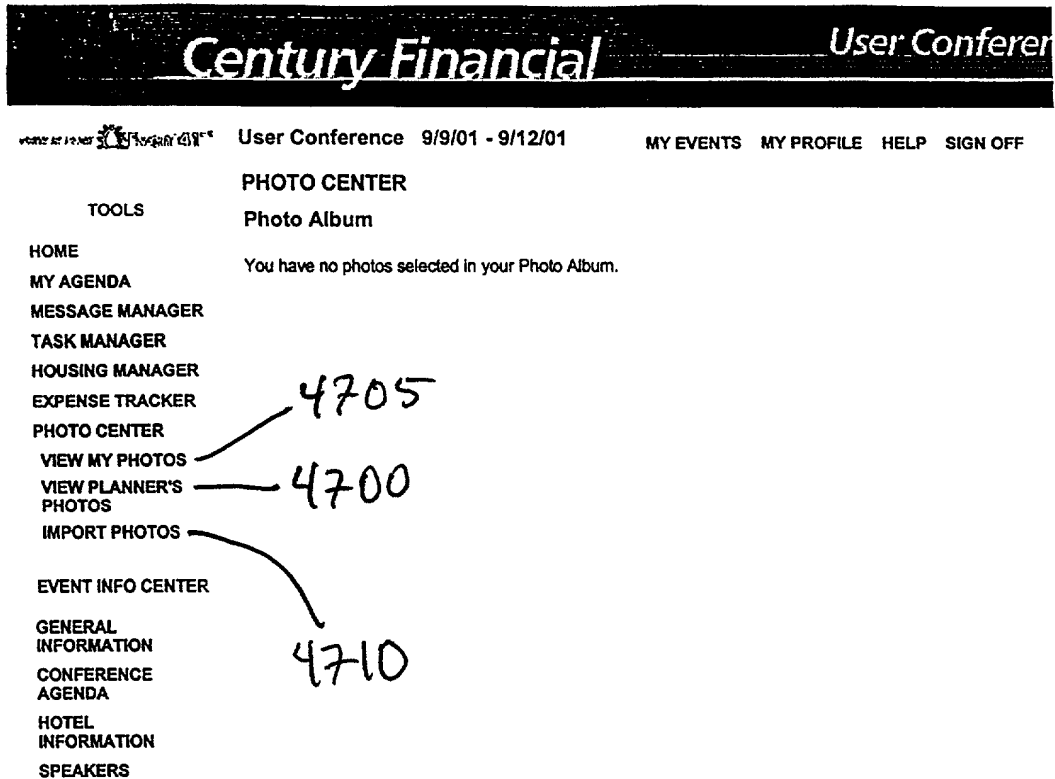 Century Financial
User Conferen
User Conference 9/9/01 - 9/12/01
MY EVENTS MY PROFILE HELP SIGN OFF
PHOTO CENTER
TOOLS
Photo Album
HOME
You have no photos selected in your Photo Album.
MY AGENDA
MESSAGE MANAGER
TASK MANAGER
HOUSING MANAGER
EXPENSE TRACKER
4705
PHOTO CENTER
VIEW MY PHOTOS
VIEW PLANNER'S
PHOTOS
4700
IMPORT PHOTOS
EVENT INFO CENTER
GENERAL
INFORMATION
4710
CONFERENCE
AGENDA
HOTEL
INFORMATION
SPEAKERS